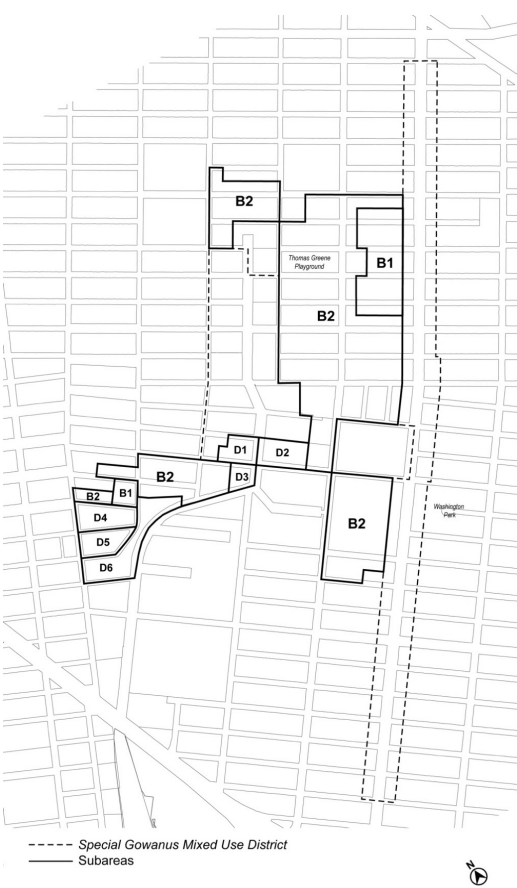 B2
Thomas Greene
Playground
B1
B2
D1
D2
B2
D3
B2
B1
D4
B2
Washington
Park
D5
D6
Special Gowanus Mixed Use District
Subareas
N